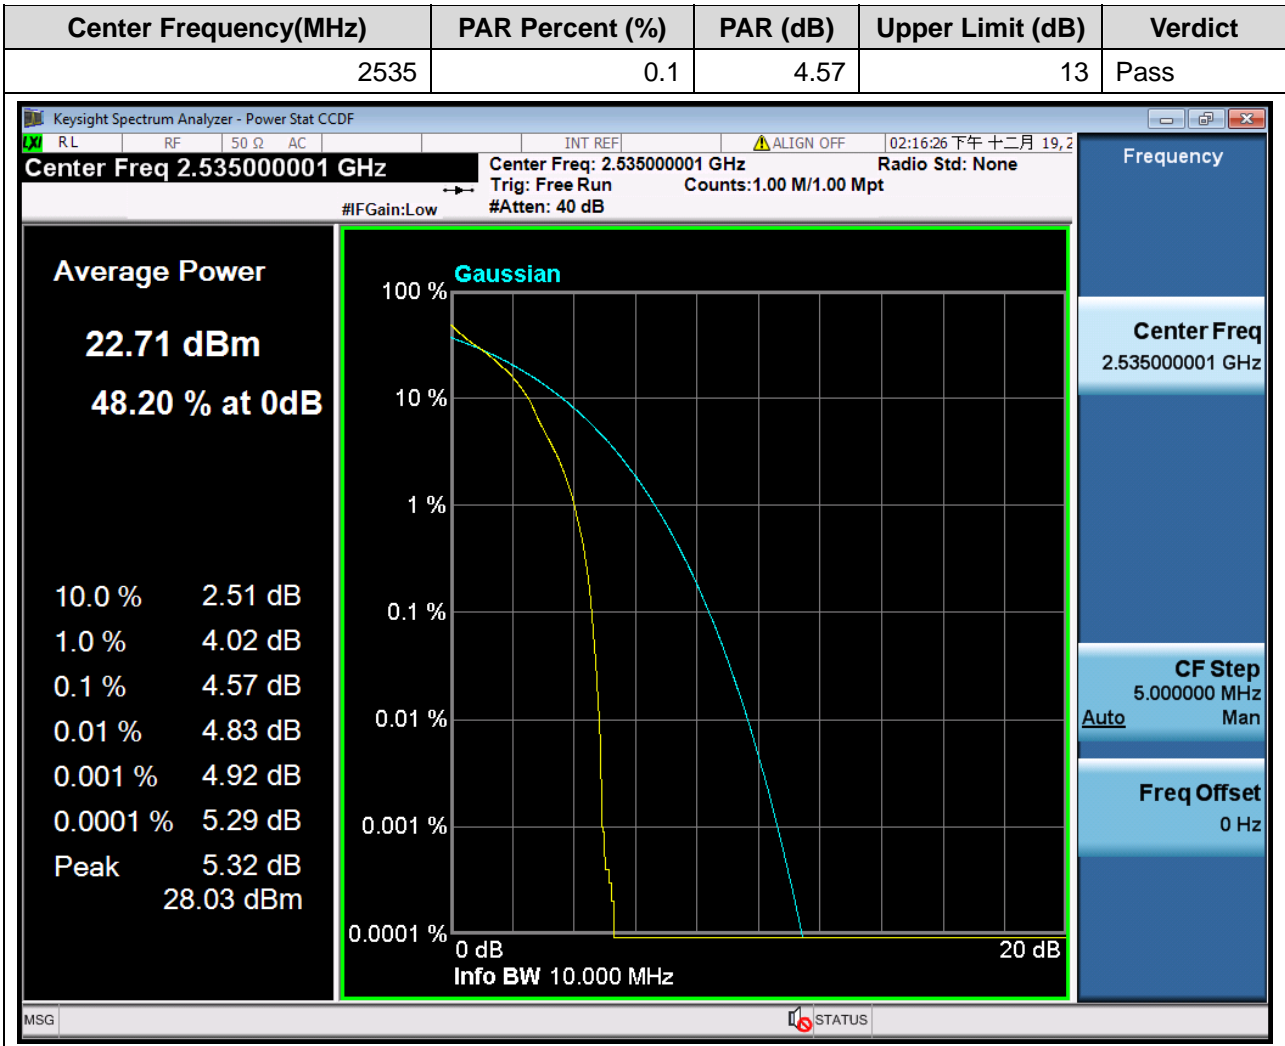 Center Frequency(MHz) PAR Percent (%) PAR (dB) Upper Limit (dB) Verdict
2535 0.1 4.57 13 Pass
Keysight Spectrum Analyzer - Power Stat CCDF
LXI RL RF 50 Ω AC INT REF ALIGN OFF 02:16:26 下午 十二月 19, 2
Center Freq 2.535000001 GHz
Center Freq: 2.535000001 GHz Radio Std: None
Trig: Free Run Counts:1.00 M/1.00 Mpt
#IFGain:Low #Atten: 40 dB
Average Power
22.71 dBm
48.20 % at 0dB
10.0 % 2.51 dB
1.0 % 4.02 dB
0.1 % 4.57 dB
0.01 % 4.83 dB
0.001 % 4.92 dB
0.0001 % 5.29 dB
Peak 5.32 dB
28.03 dBm
Gaussian
100 %
10 %
1 %
0.1 %
0.01 %
0.001 %
0.0001 %
0 dB 20 dB
Info BW 10.000 MHz
Frequency
Center Freq
2.535000001 GHz
CF Step
5.000000 MHz
Auto Man
Freq Offset
0 Hz
MSG STATUS